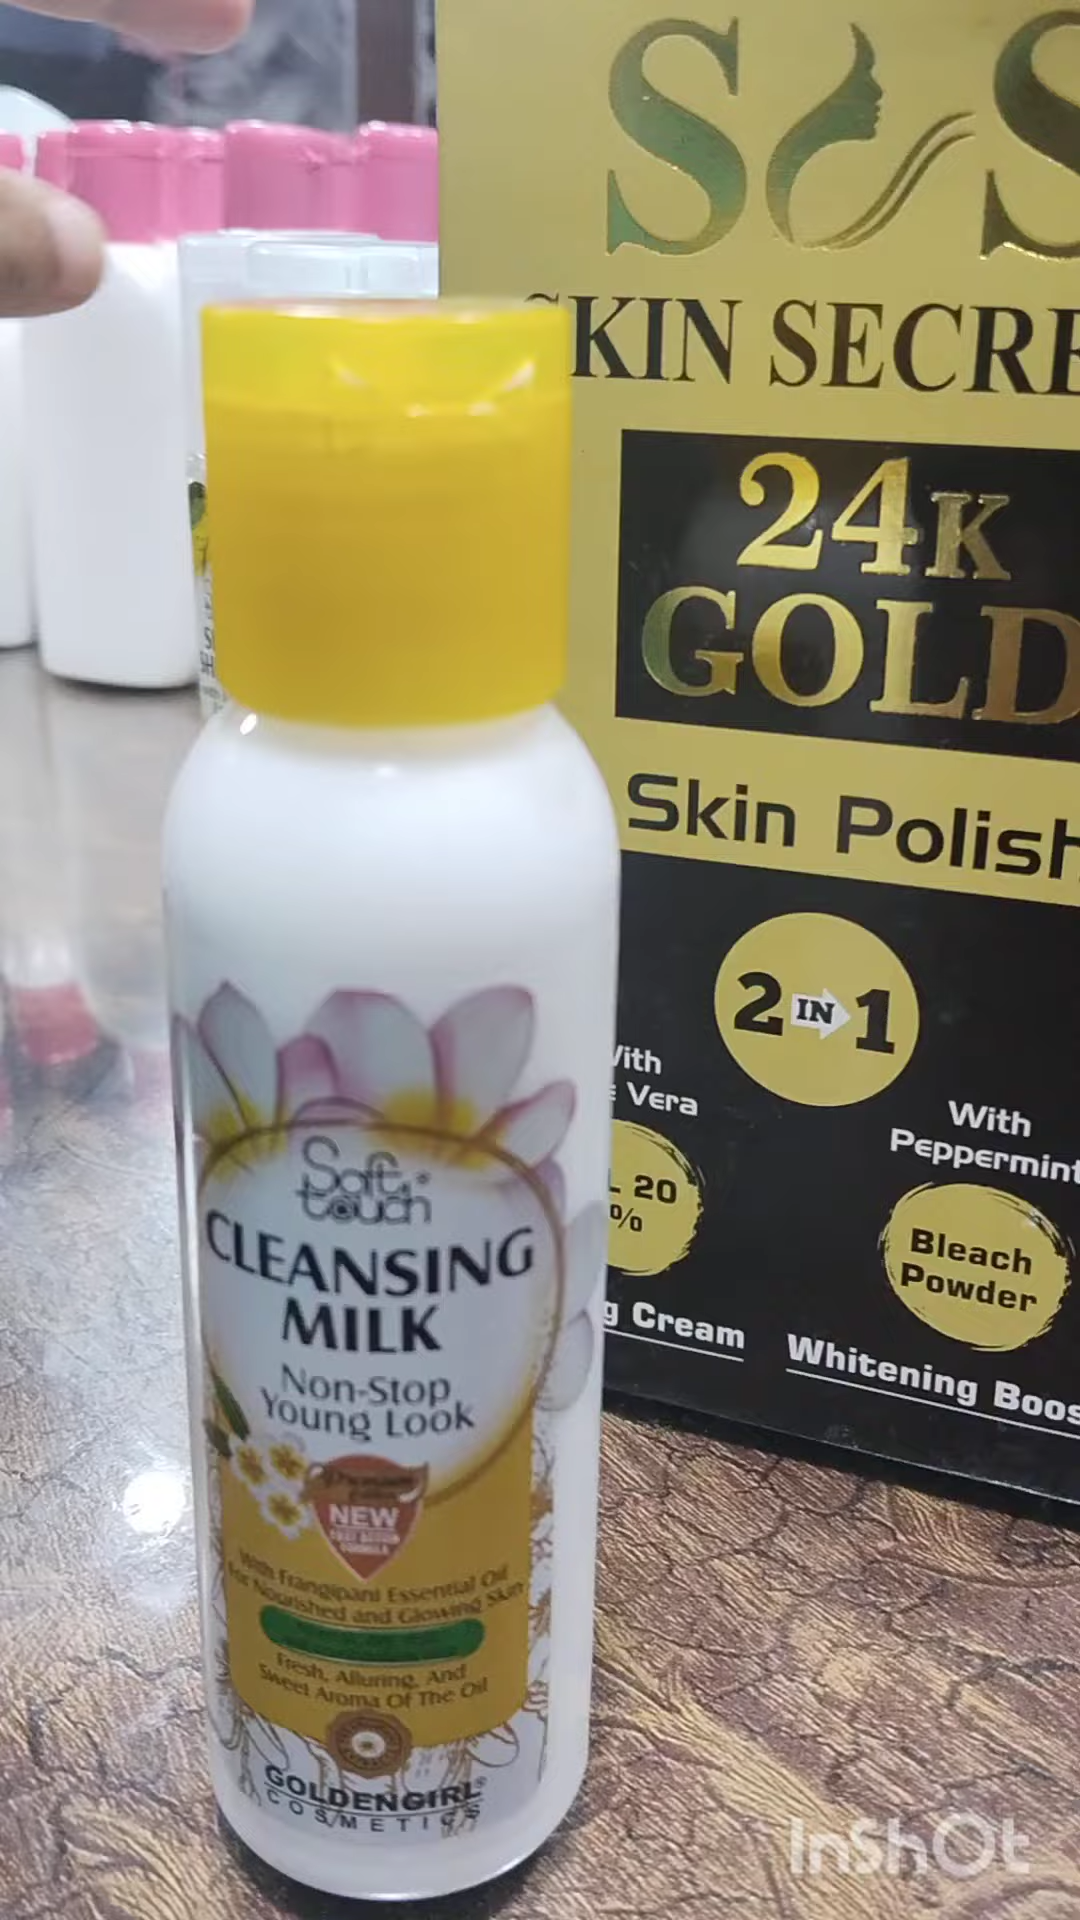 S S
SKIN SECRE
24K
GOLD
Skin Polish
2 IN 1
With
Vera
20
%
With
Peppermint
Bleach
Powder
g Cream
Whitening Boos
Soft
touch
CLEANSING
MILK
Non-Stop
Young Look
Premium
NEW
FORMULA
With Frangipani Essential Oil
For Nourished and Glowing Skin
Fresh, Alluring, And
Sweet Aroma Of The Oil
GOLDENGIRL®
COSMETICS
InShOt